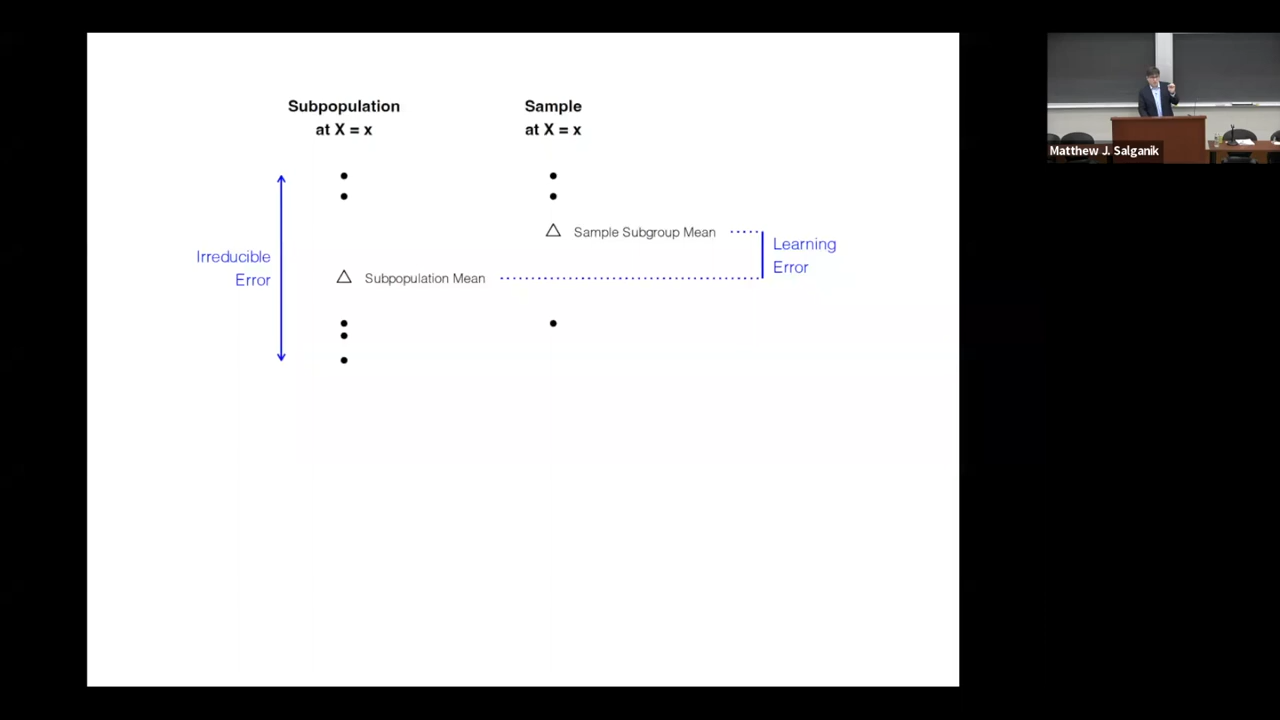 Subpopulation
at X = x
Sample
at X = x
Sample Subgroup Mean
Learning
Error
Irreducible
Error
Subpopulation Mean
Matthew J. Salganik